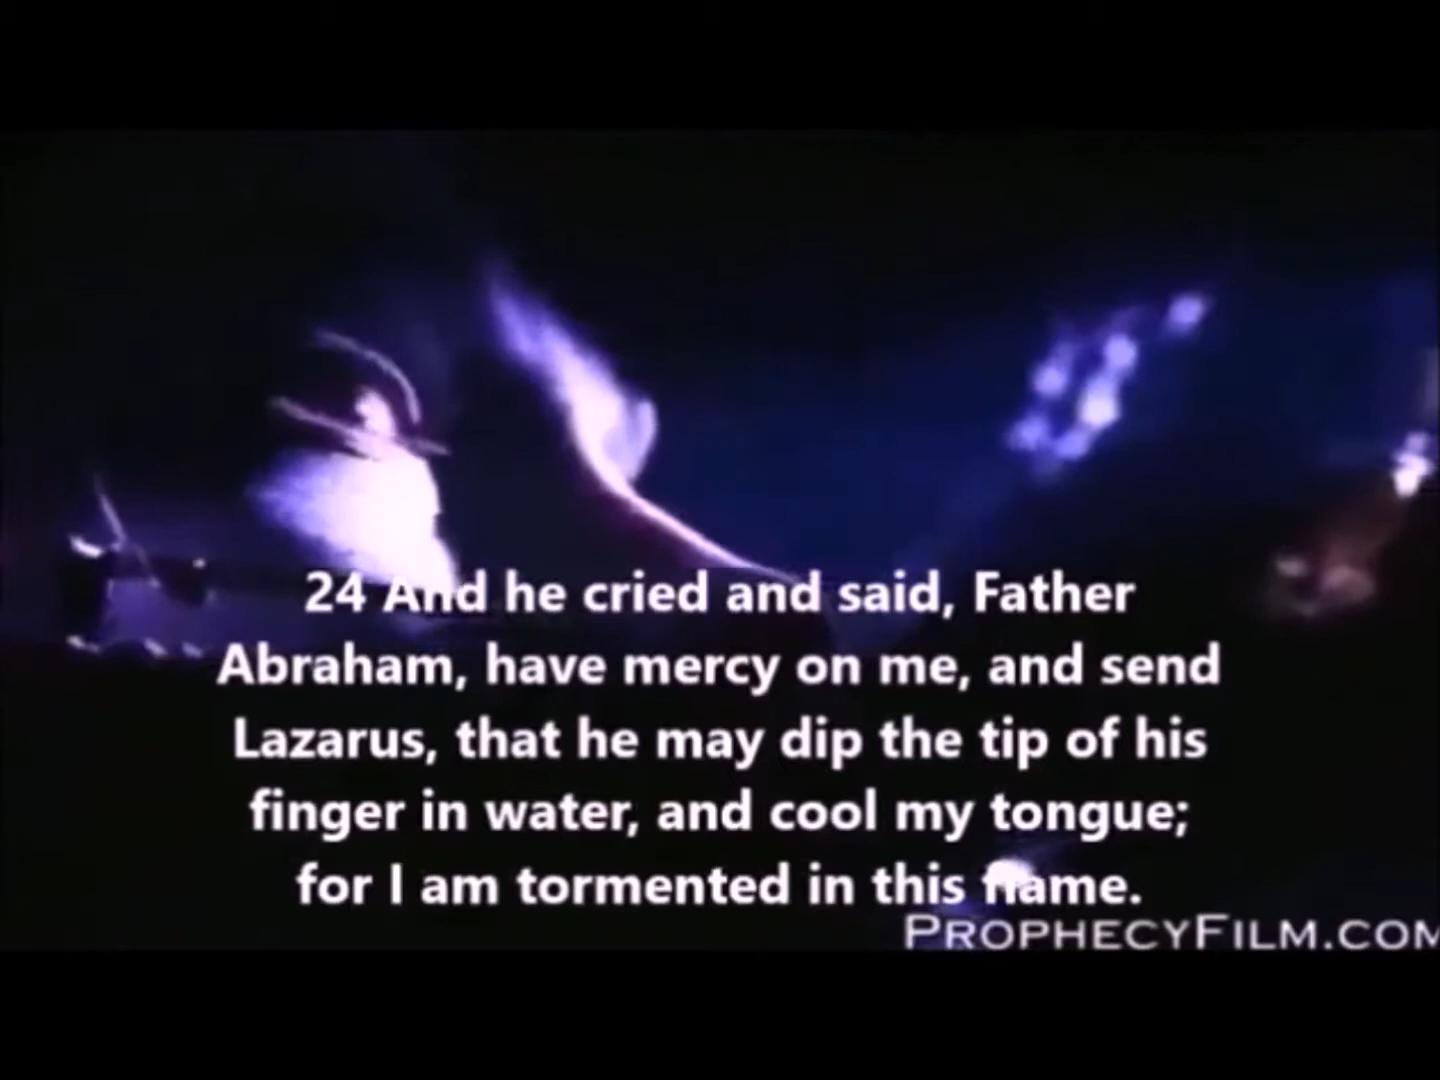 24 And he cried and said, Father
Abraham, have mercy on me, and send
Lazarus, that he may dip the tip of his
finger in water, and cool my tongue;
for I am tormented in this flame.
PROPHECYFILM.COM